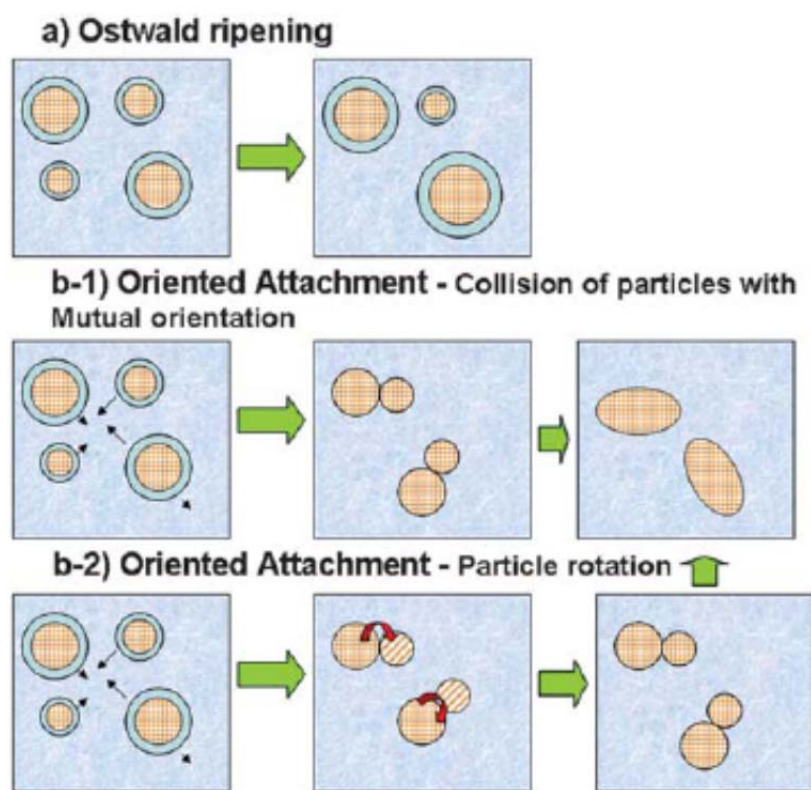 a) Ostwald ripening
b-1) Oriented Attachment - Collision of particles with
Mutual orientation
b-2) Oriented Attachment - Particle rotation